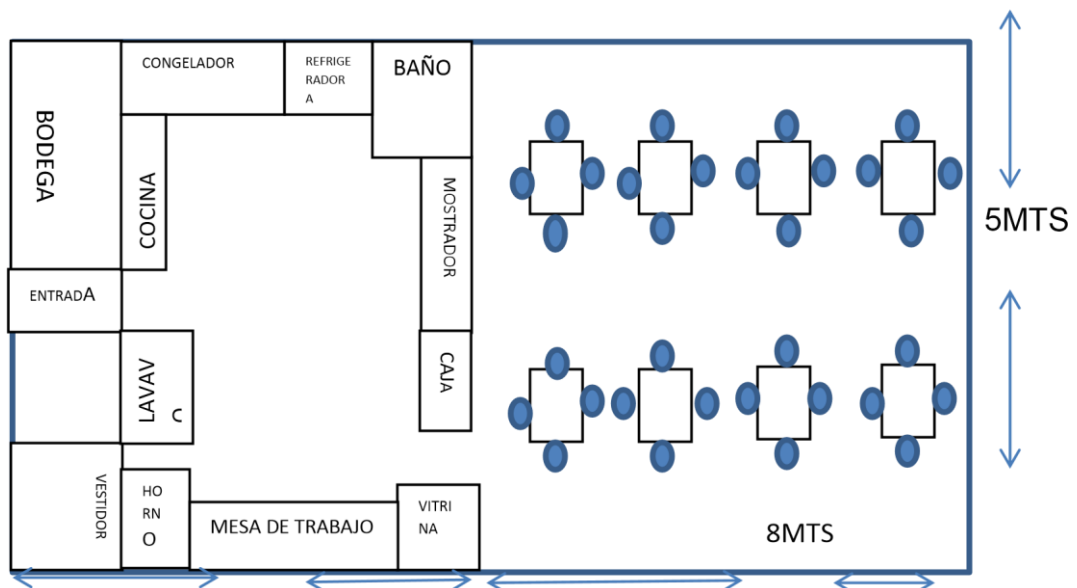 CONGELADOR
REFRIGE
RADOR
A
BAÑO
BODEGA
COCINA
MOSTRADOR
5MTS
ENTRADA
LAVAV
C
CAJA
VESTIDOR
HO
RN
O
MESA DE TRABAJO
VITRI
NA
8MTS